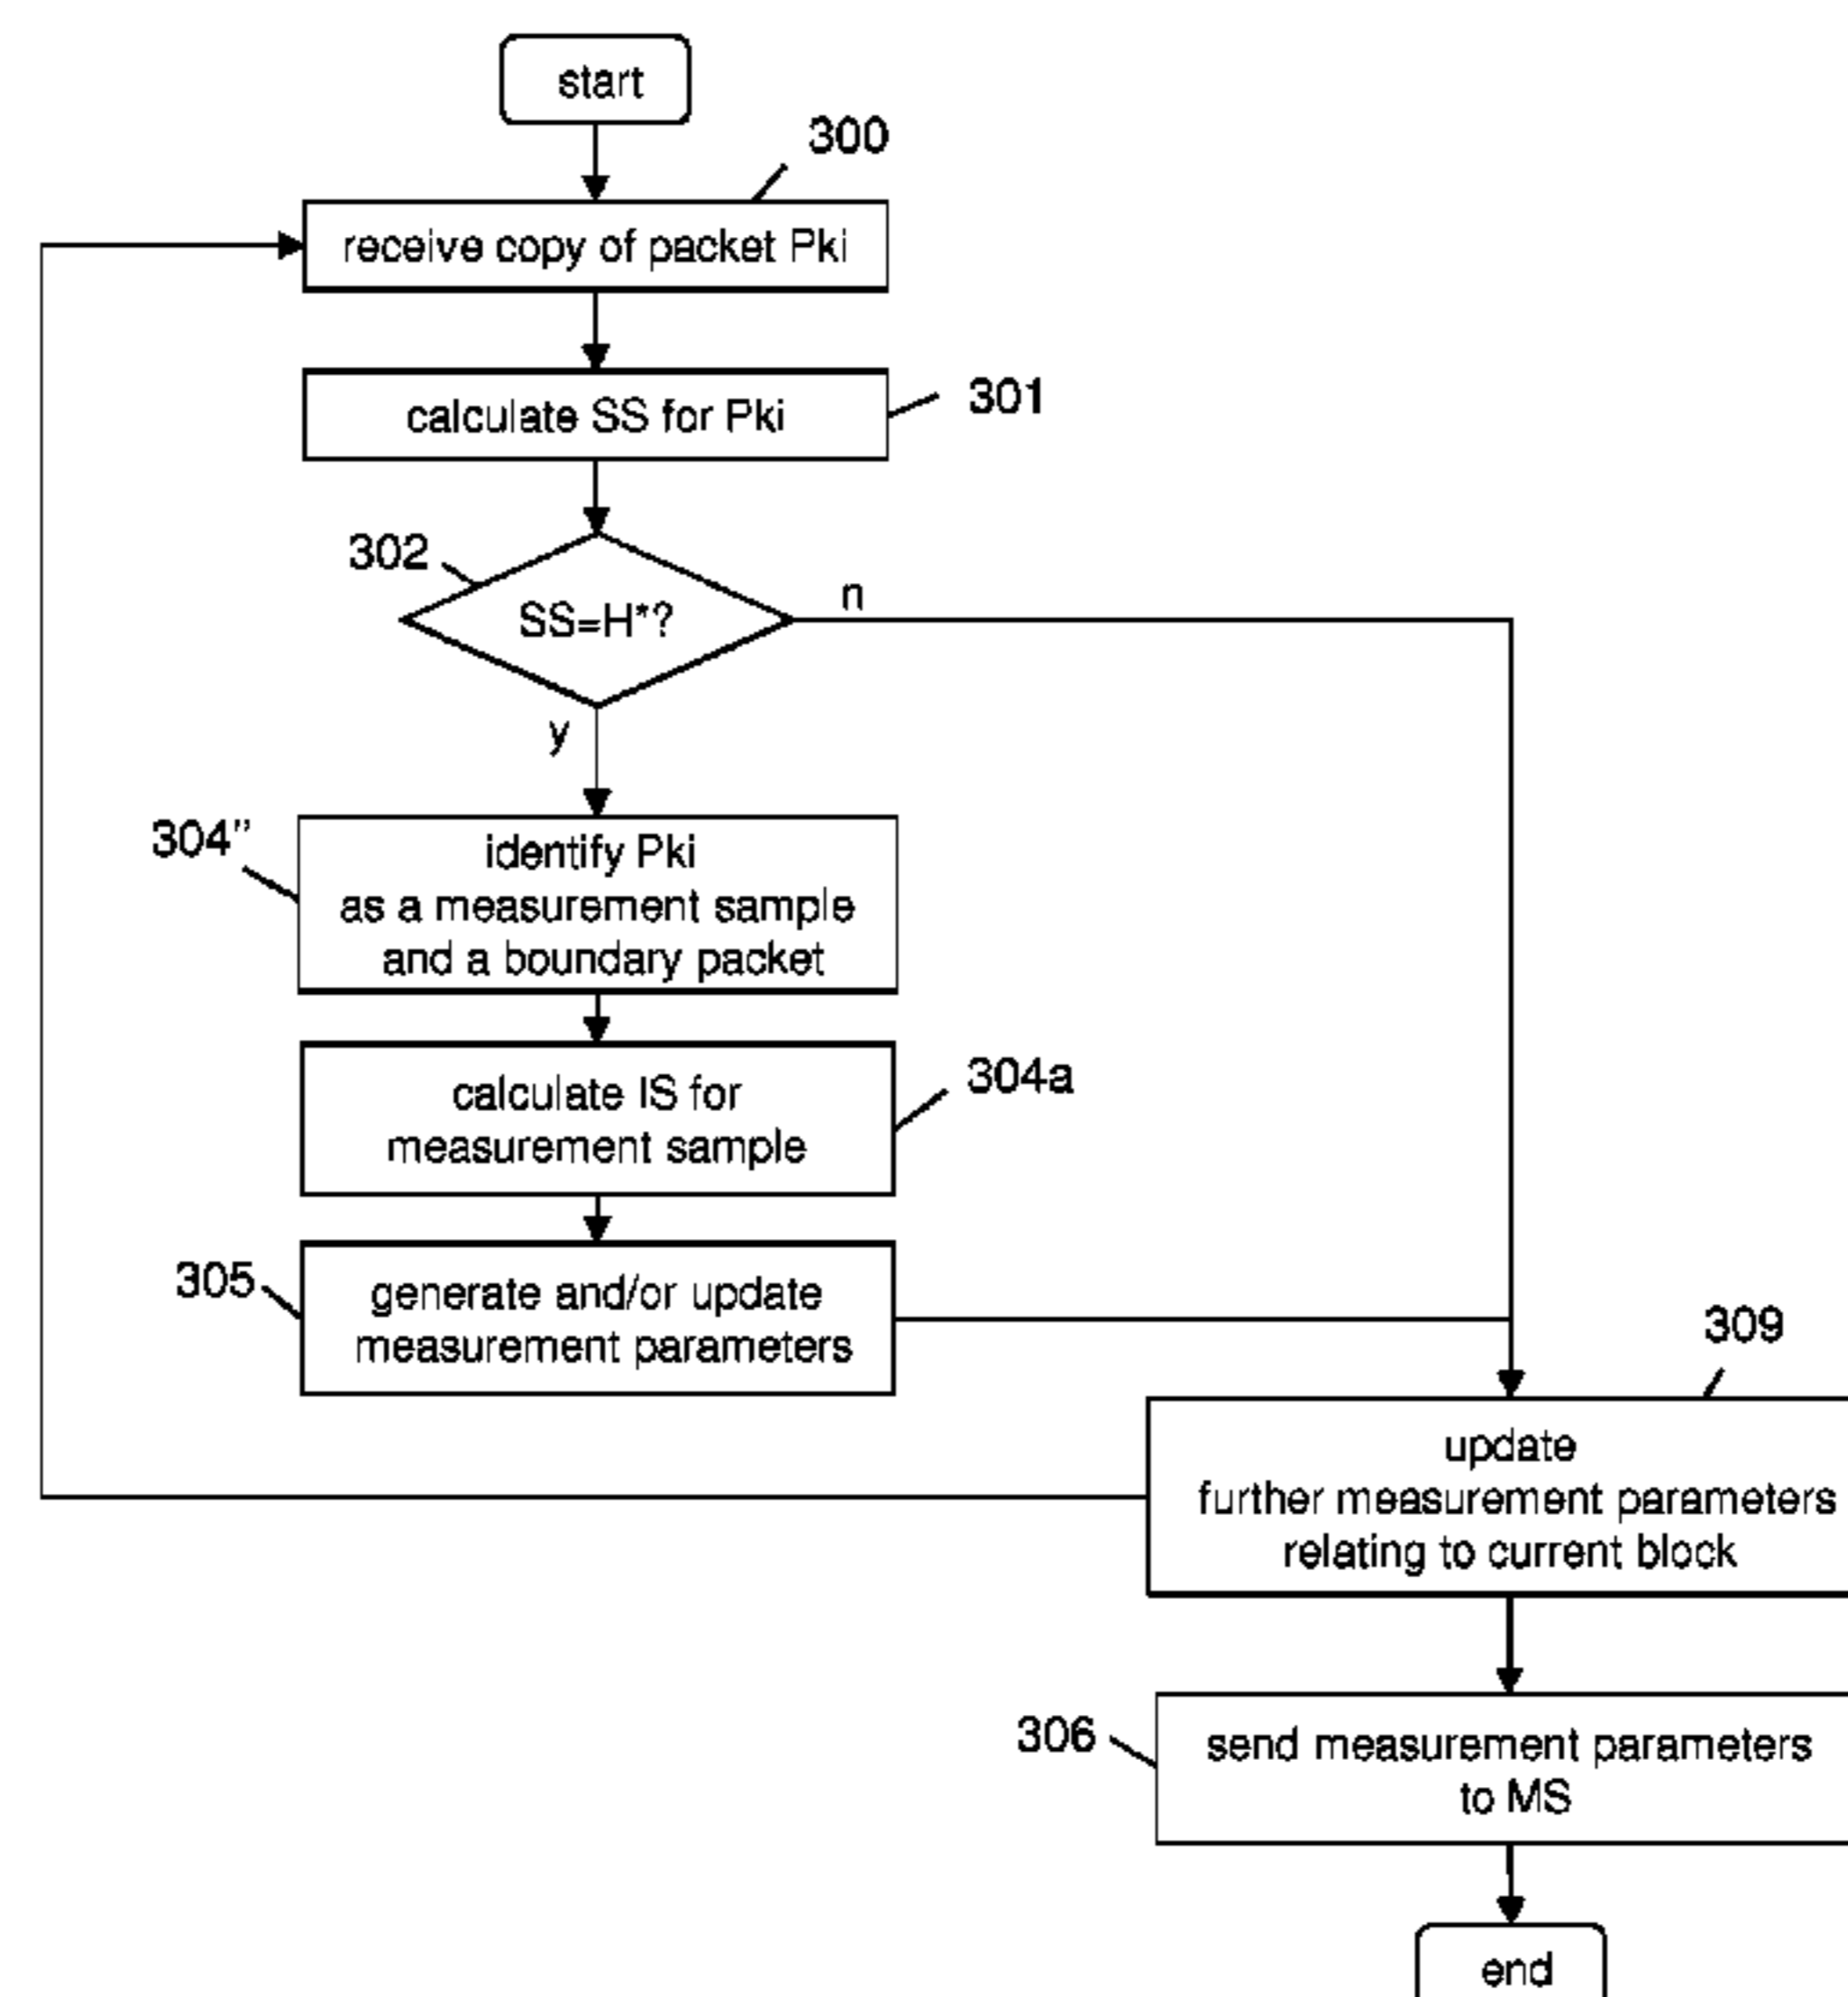 start
300
receive copy of packet Pki
calculate SS for Pki
301
302
SS=H*?
n
y
304"
identify Pki
as a measurement sample
and a boundary packet
calculate IS for
measurement sample
304a
305
generate and/or update
measurement parameters
309
update
further measurement parameters
relating to current block
306
send measurement parameters
to MS
end